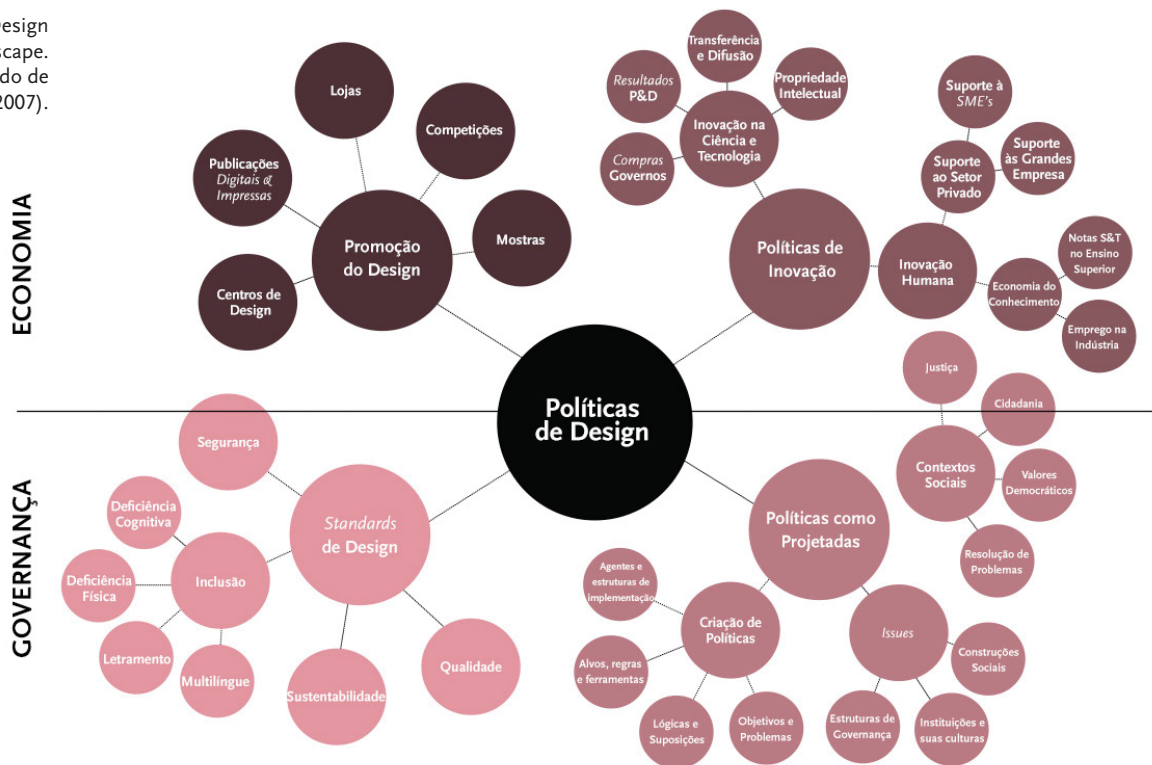 Design
scape.
do de
2007).
ECONOMIA
Lojas
Competições
Publicações
Digitais &
Impressas
Mostras
Promoção
do Design
Centros de
Design
Transferência
e Difusão
Resultados
P&D
Propriedade
Intelectual
Inovação na
Ciência e
Tecnologia
Compras
Governos
Suporte à
SME's
Suporte
às Grandes
Empresa
Suporte
ao Setor
Privado
Políticas de
Inovação
Inovação
Humana
Notas S&T
no Ensino
Superior
Economia do
Conhecimento
Emprego na
Indústria
Políticas
de Design
GOVERNANÇA
Segurança
Deficiência
Cognitiva
Standards
de Design
Inclusão
Deficiência
Física
Letramento
Multilíngue
Sustentabilidade
Qualidade
Justiça
Cidadania
Contextos
Sociais
Valores
Democráticos
Resolução de
Problemas
Políticas como
Projetadas
Agentes e
estruturas de
implementação
Criação de
Políticas
Alvos, regras
e ferramentas
Lógicas e
Suposições
Objetivos e
Problemas
Issues
Construções
Sociais
Estruturas de
Governança
Instituições e
suas culturas